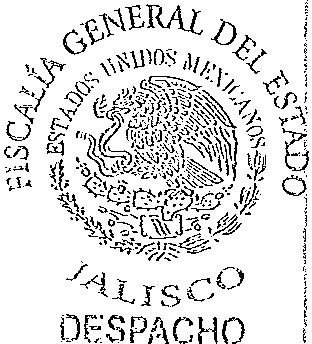 FISCALÍA GENERAL DEL ESTADO
ESTADOS UNIDOS MEXICANOS
JALISCO
DESPACHO